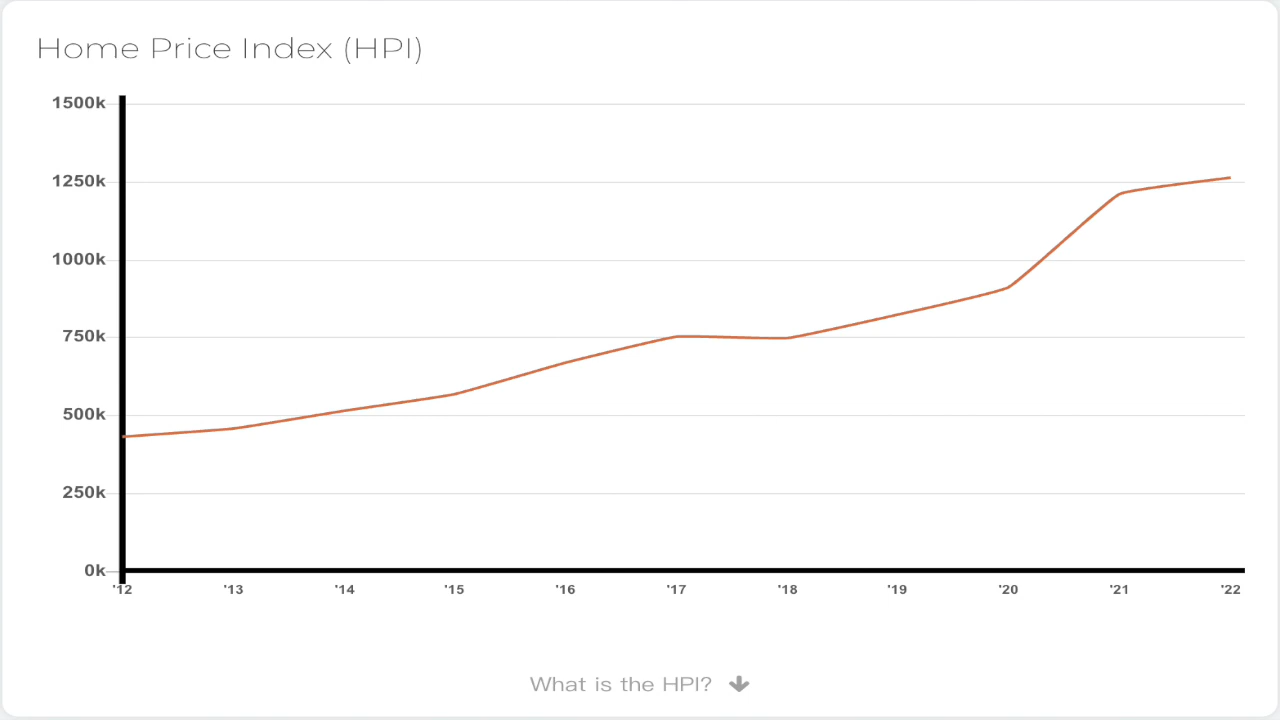 Home Price Index (HPI)
1500k
1250k
1000k
750k
500k
250k
0k
'12 '13 '14 '15 '16 '17 '18 '19 '20 '21 '22
What is the HPI?